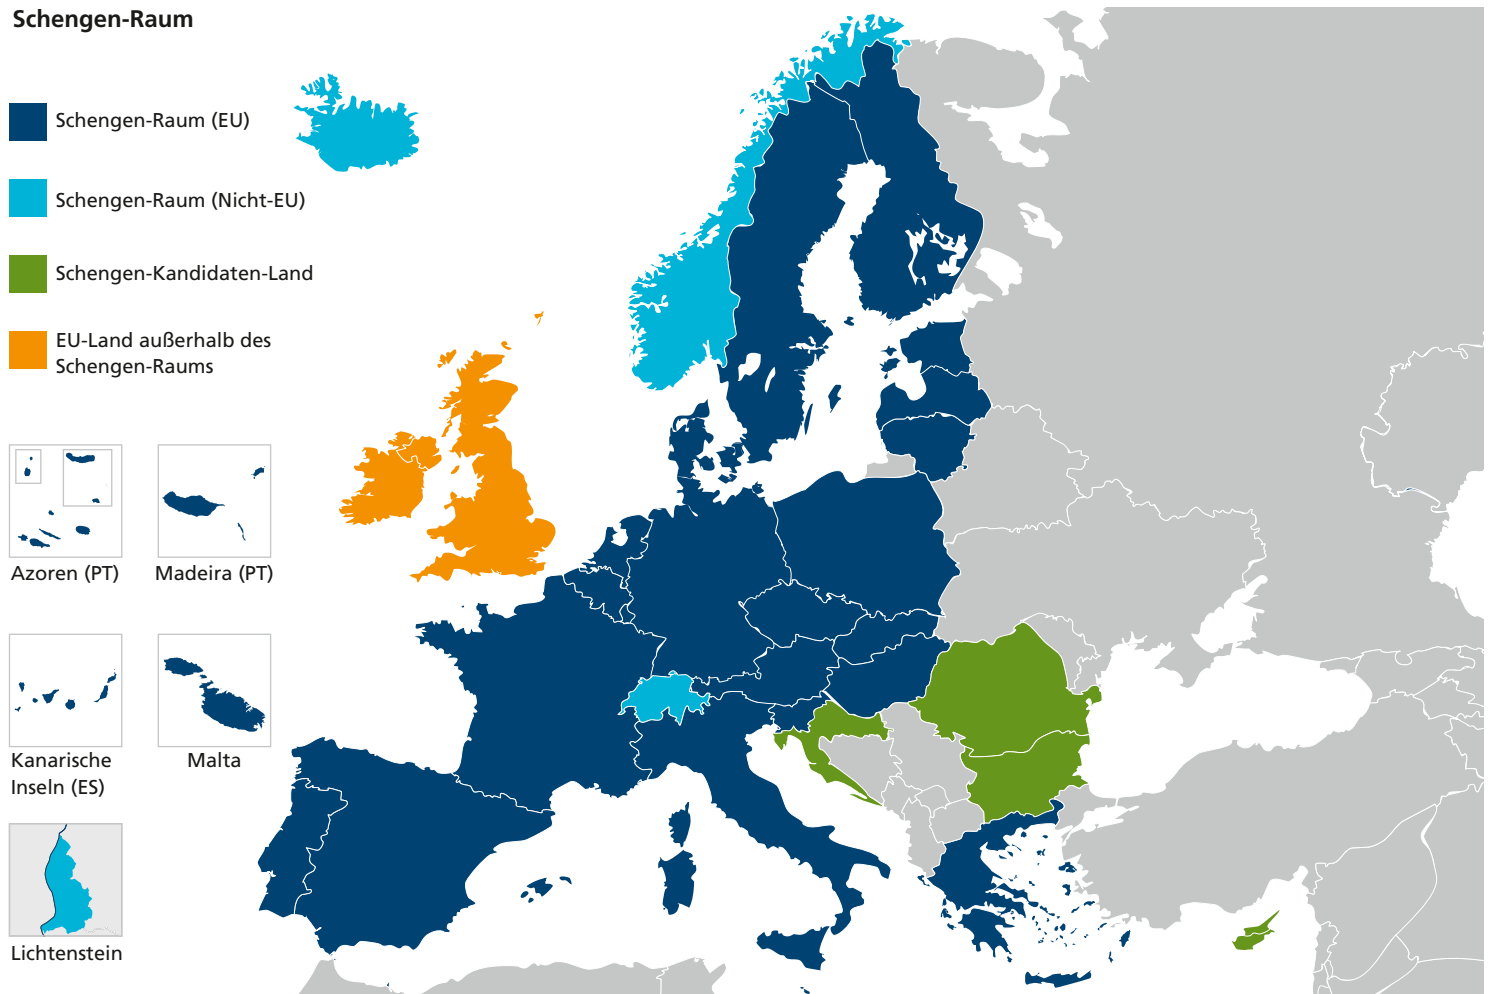 Schengen-Raum
Schengen-Raum (EU)
Schengen-Raum (Nicht-EU)
Schengen-Kandidaten-Land
EU-Land außerhalb des
Schengen-Raums
Azoren (PT)
Madeira (PT)
Kanarische
Inseln (ES)
Malta
Lichtenstein